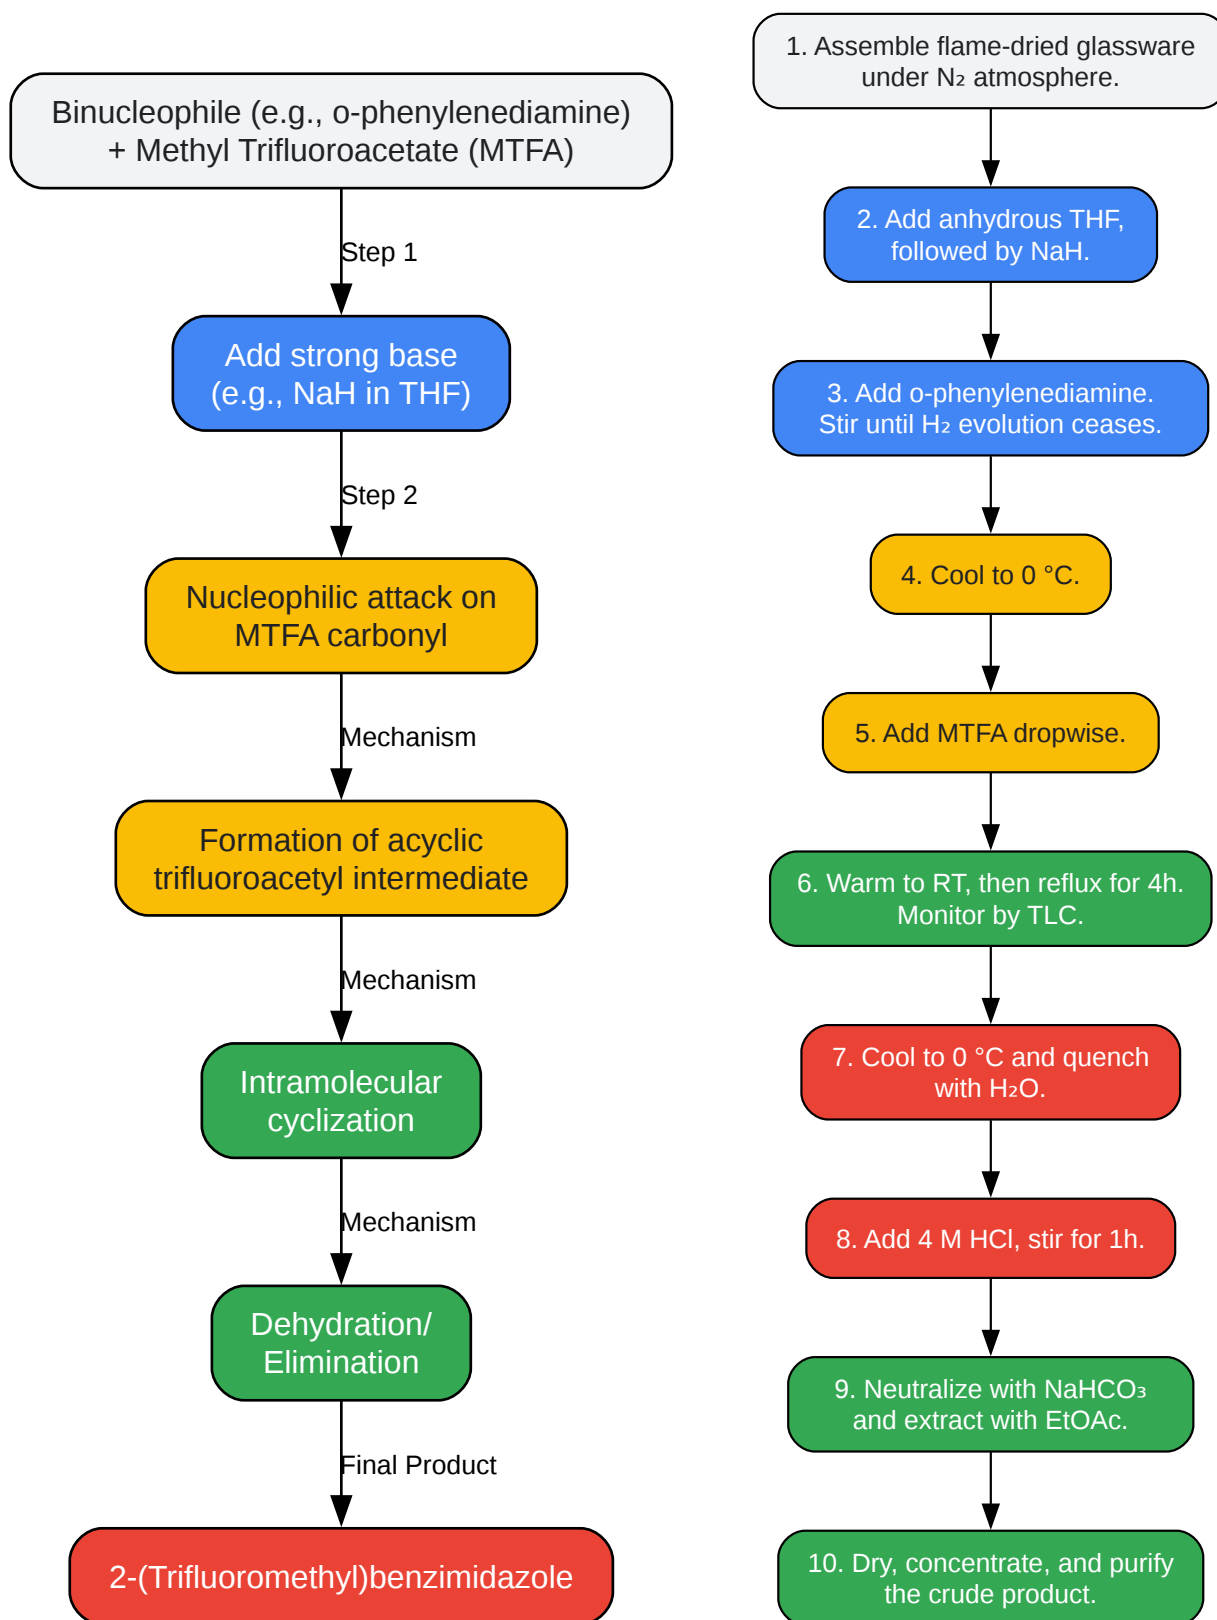 Binucleophile (e.g., o-phenylenediamine)
+ Methyl Trifluoroacetate (MTFA)
Step 1
Add strong base
(e.g., NaH in THF)
Step 2
Nucleophilic attack on
MTFA carbonyl
Mechanism
Formation of acyclic
trifluoroacetyl intermediate
Mechanism
Intramolecular
cyclization
Mechanism
Dehydration/
Elimination
Final Product
2-(Trifluoromethyl)benzimidazole
1. Assemble flame-dried glassware
under N₂ atmosphere.
2. Add anhydrous THF,
followed by NaH.
3. Add o-phenylenediamine.
Stir until H₂ evolution ceases.
4. Cool to 0 °C.
5. Add MTFA dropwise.
6. Warm to RT, then reflux for 4h.
Monitor by TLC.
7. Cool to 0 °C and quench
with H₂O.
8. Add 4 M HCl, stir for 1h.
9. Neutralize with NaHCO₃
and extract with EtOAc.
10. Dry, concentrate, and purify
the crude product.